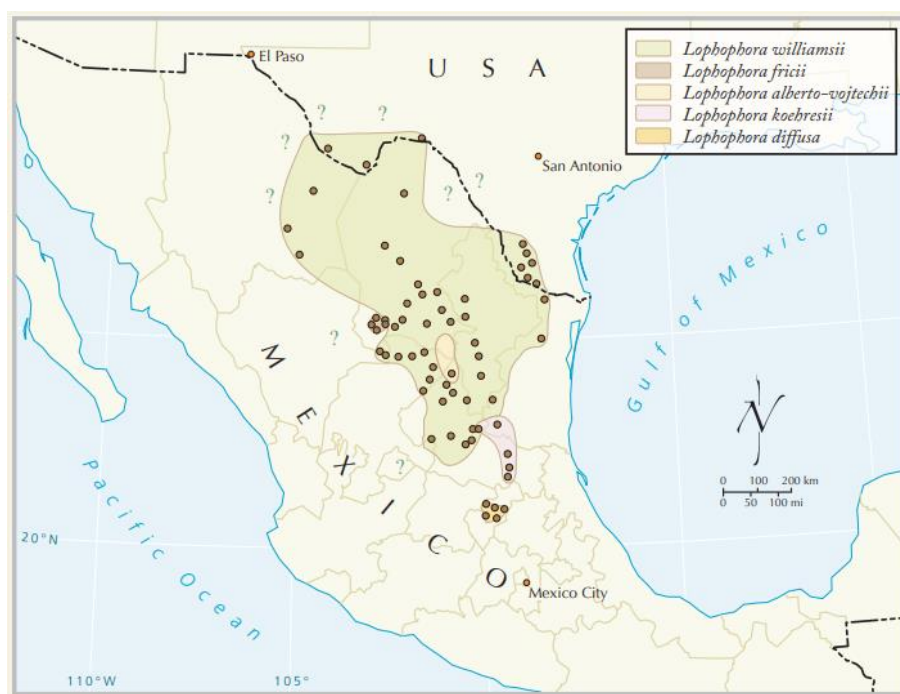 El Paso
U S A
Lophophora williamsii
Lophophora fricii
Lophophora alberto-vojtechii
Lophophora koehresii
Lophophora diffusa
San Antonio
? ? ? ? ? ? ? ?
Gulf of Mexico
MEXICO
N
0 100 200 km
0 50 100 mi
Pacific Ocean
20°N
Mexico City
110°W
105°